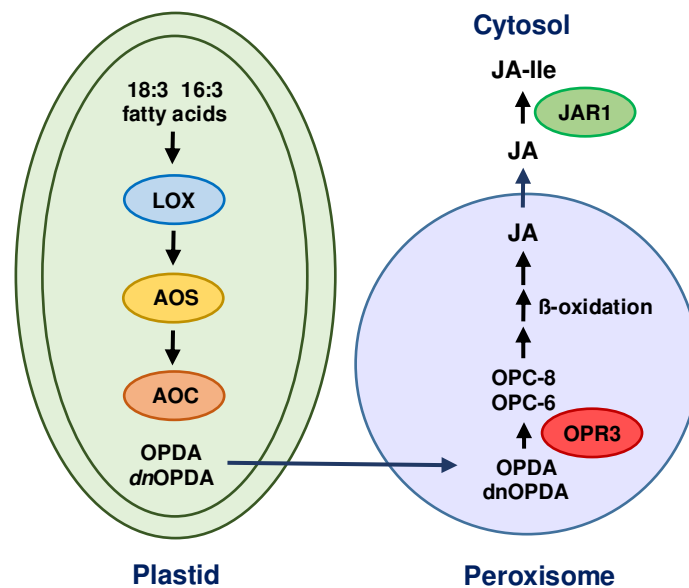 18:3 16:3
fatty acids
LOX
AOS
AOC
OPDA
dnOPDA
Plastid
Cytosol
JA-Ile
JAR1
JA
JA
ß-oxidation
OPC-8
OPC-6
OPR3
OPDA
dnOPDA
Peroxisome